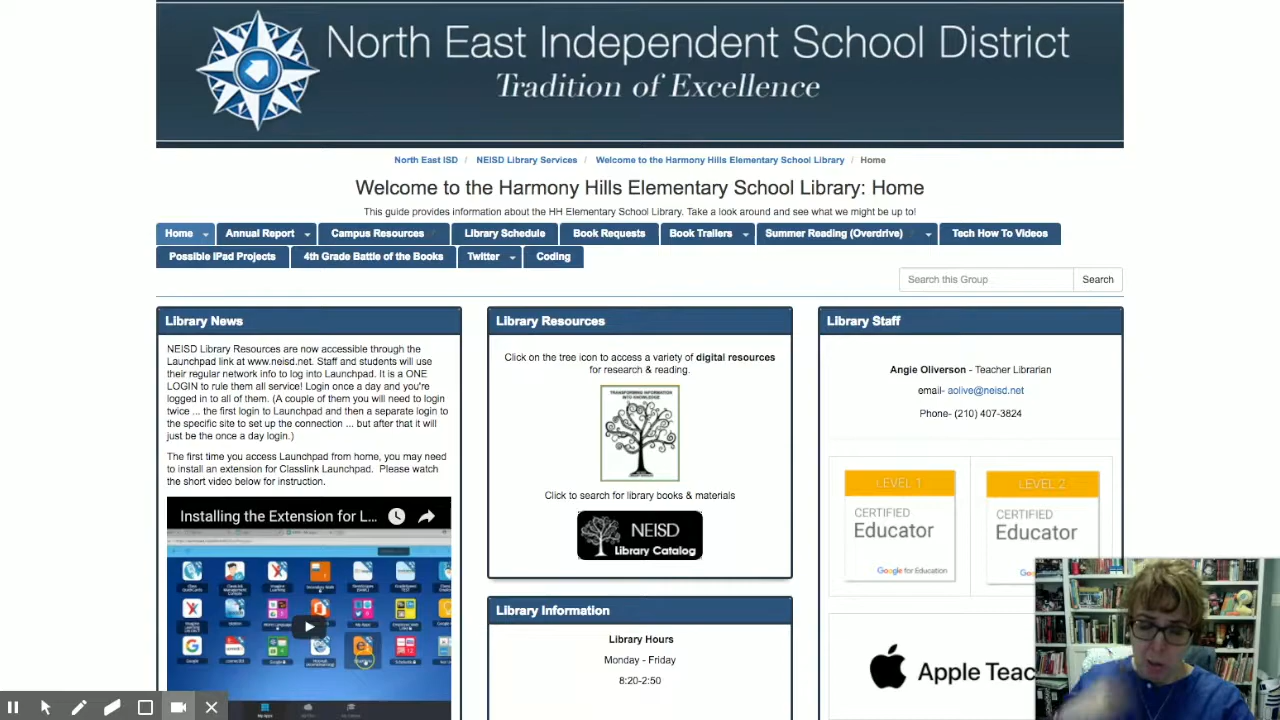 North East Independent School District
Tradition of Excellence
North East ISD / NEISD Library Services / Welcome to the Harmony Hills Elementary School Library / Home
Welcome to the Harmony Hills Elementary School Library: Home
This guide provides information about the HH Elementary School Library. Take a look around and see what we might be up to!
Home Annual Report Campus Resources Library Schedule Book Requests Book Trailers Summer Reading (Overdrive) Tech How To Videos
Possible IPad Projects 4th Grade Battle of the Books Twitter Coding
Search this Group Search
Library News
NEISD Library Resources are now accessible through the
Launchpad link at www.neisd.net. Staff and students will use
their regular network info to log into Launchpad. It is a ONE
LOGIN to rule them all service! Login once a day and you're
logged in to all of them. (A couple of them you will need to login
twice ... the first login to Launchpad and then a separate login to
the specific site to set up the connection ... but after that it will
just be the once a day login.)
The first time you access Launchpad from home, you may need
to install an extension for Classlink Launchpad. Please watch
the short video below for instruction.
Installing the Extension for L...
Library Resources
Click on the tree icon to access a variety of digital resources
for research & reading.
TRANSFORMING INFORMATION
INTO KNOWLEDGE
Click to search for library books & materials
NEISD
Library Catalog
Library Information
Library Hours
Monday - Friday
8:20-2:50
Library Staff
Angie Oliverson - Teacher Librarian
email- aolive@neisd.net
Phone- (210) 407-3824
LEVEL 1
CERTIFIED
Educator
Google for Education
LEVEL 2
CERTIFIED
Educator
Goo
Apple Teac